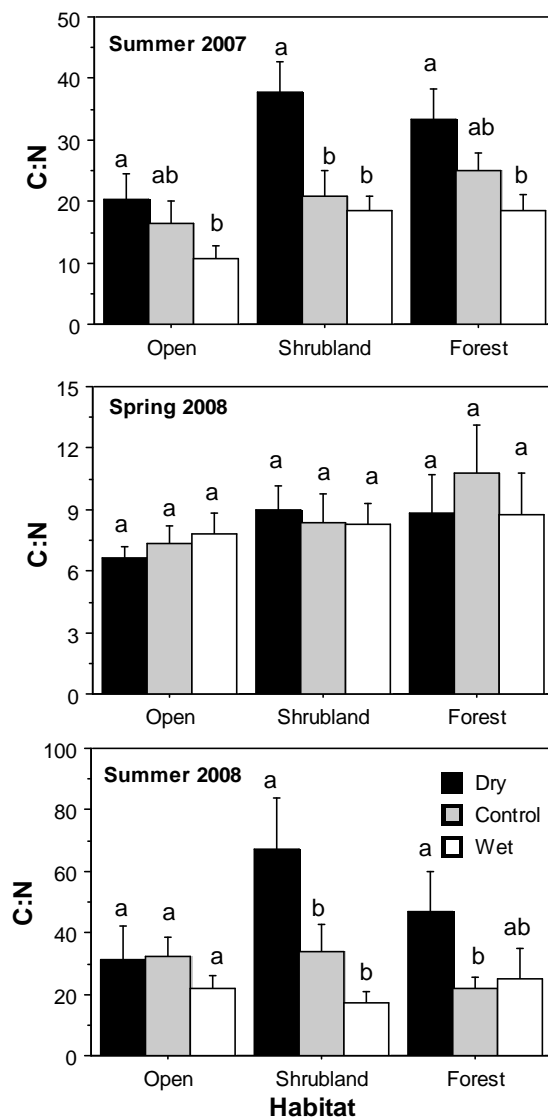 50
Summer 2007
a
a
40
a
30
ab
ab
C:N
a
b
b
b
20
b
10
0
Open Shrubland Forest
15
Spring 2008
a
12
a
a
a
a
a
a
9
a
a
C:N
6
3
0
Open Shrubland Forest
100
Summer 2008
a
Dry
80
Control
a
Wet
60
C:N
b
ab
a
a
40
a
b
b
20
0
Open Shrubland Forest
Habitat